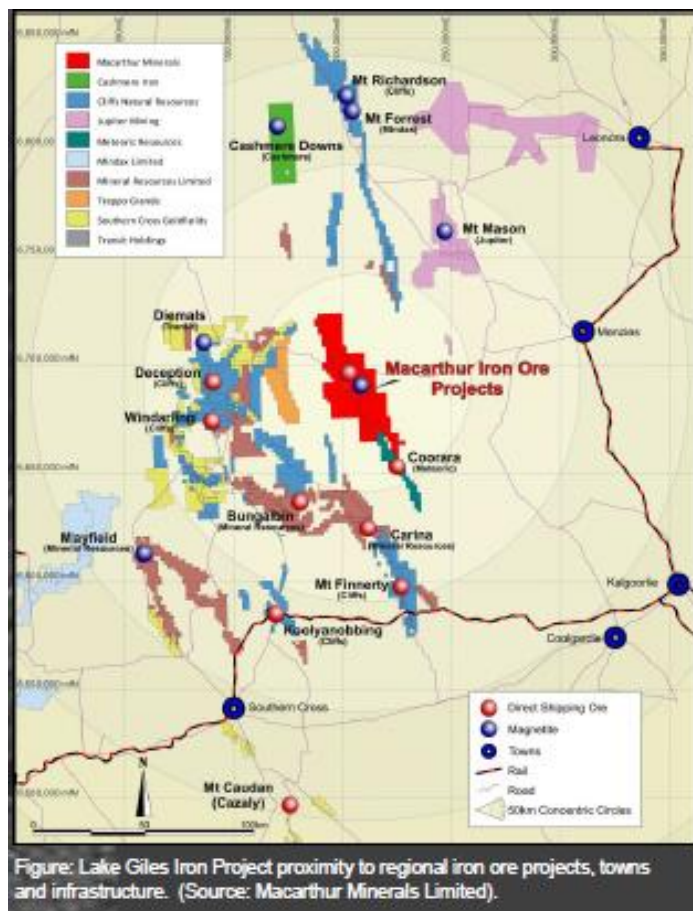 Macarthur Minerals
Cashmere Iron
Cliffs Natural Resources
Jupiter Mining
Meteoric Resources
Mindax Limited
Mineral Resources Limited
Southern Cross Goldfields
Transit Holdings
Mt Richardson
(Cliffs)
Mt Forrest
(Mindax)
Cashmere Downs
(Cashmere)
Leonora
Mt Mason
(Jupiter)
Diemals
(Transit)
Menzies
Deception
(Cliffs)
Macarthur Iron Ore
Projects
Windarling
(Cliffs)
Coorara
(Meteoric)
Bungalbin
(Mineral Resources)
Carina
(Mineral Resources)
Mayfield
(Mineral Resources)
Mt Finnerty
(Cliffs)
Kalgoorlie
Koolyanobbing
(Cliffs)
Coolgardie
Southern Cross
Direct Shipping Ore
Magnetite
Towns
Rail
Road
50km Concentric Circles
N
Mt Caudan
(Cazaly)
0
50
100km
Figure: Lake Giles Iron Project proximity to regional iron ore projects, towns
and infrastructure. (Source: Macarthur Minerals Limited).